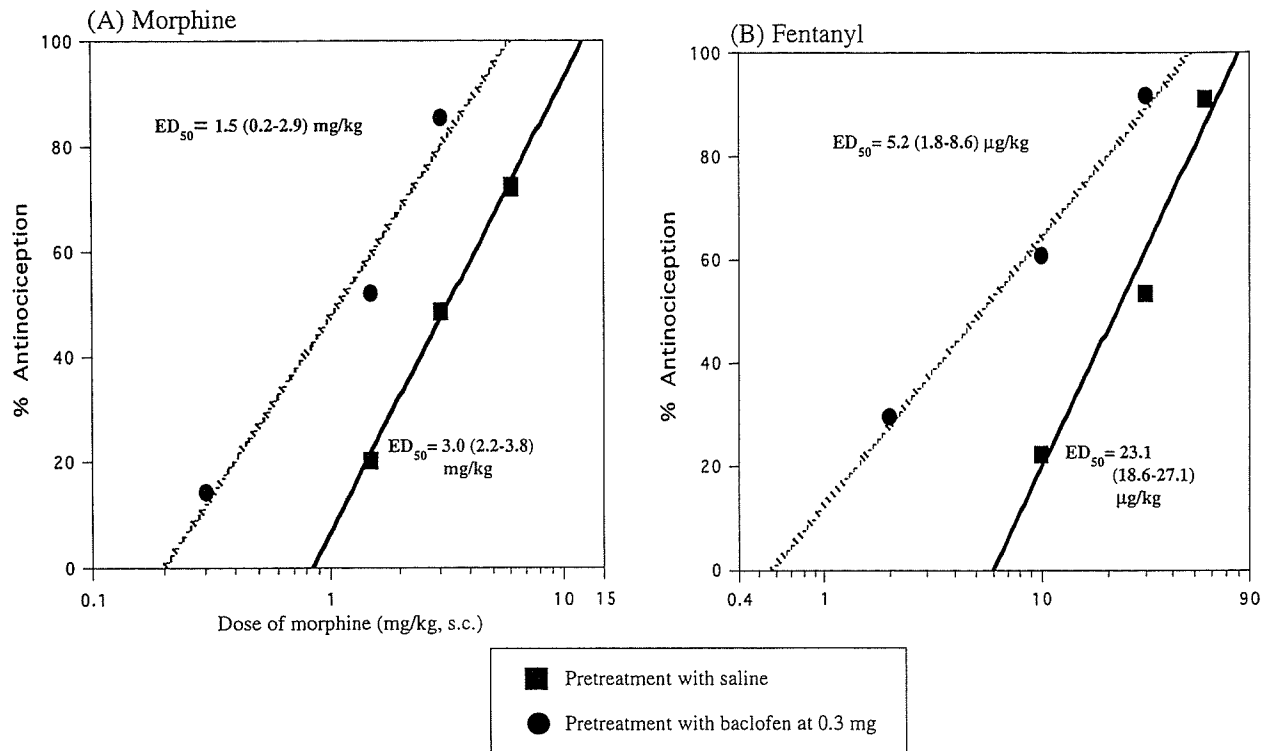 (A) Morphine
100
80
60
40
20
0
% Antinociception
ED50= 1.5 (0.2-2.9) mg/kg
ED50= 3.0 (2.2-3.8)
mg/kg
0.1
1
10
15
Dose of morphine (mg/kg, s.c.)
(B) Fentanyl
100
80
60
40
20
0
% Antinociception
ED50= 5.2 (1.8-8.6) µg/kg
ED50= 23.1
(18.6-27.1)
µg/kg
0.4
1
10
90
Pretreatment with saline
Pretreatment with baclofen at 0.3 mg